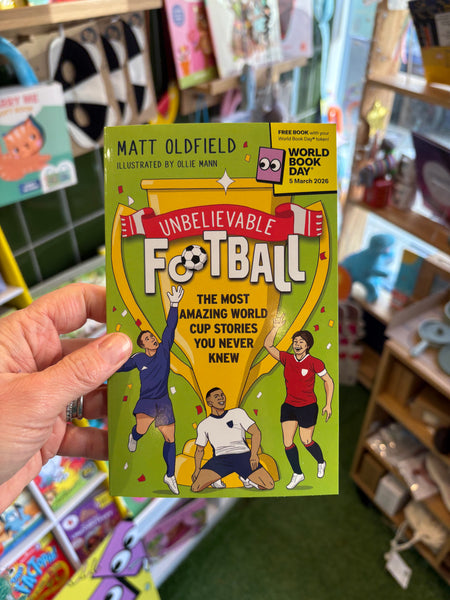 MATT OLDFIELD
ILLUSTRATED BY OLLIE MANN
FREE BOOK with your
World Book Day® token!
WORLD
BOOK
DAY®
5 March 2026
UNBELIEVABLE
FOOTBALL
THE MOST
AMAZING WORLD
CUP STORIES
YOU NEVER
KNEW